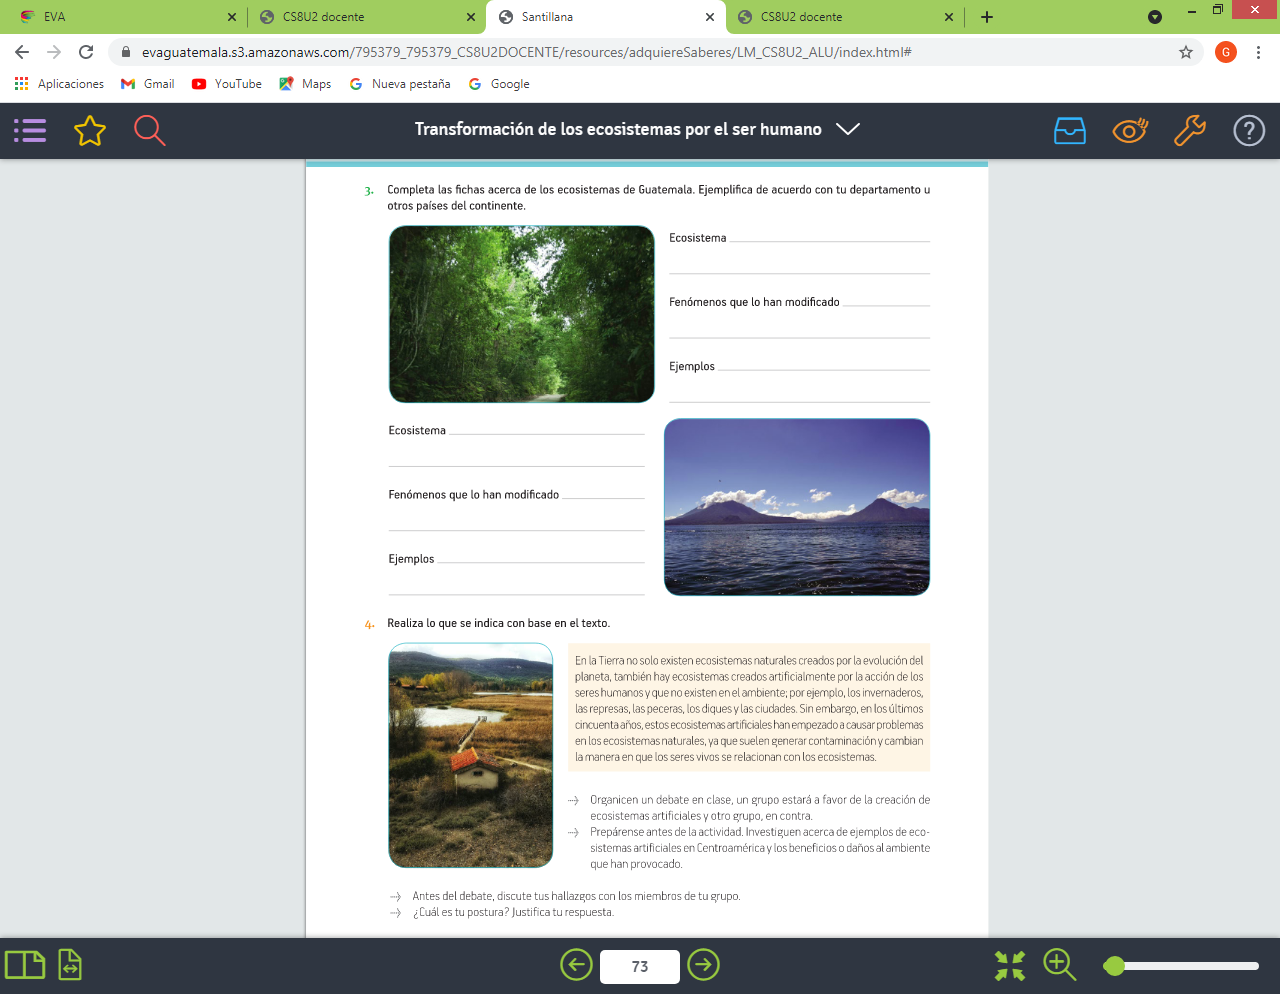 EVA
CS8U2 docente
Santillana
CS8U2 docente
evaguatemala.s3.amazonaws.com/795379_795379_CS8U2DOCENTE/resources/adquiereSaberes/LM_CS8U2_ALU/index.html#
G
Aplicaciones
Gmail
YouTube
Maps
Nueva pestaña
Google
Transformación de los ecosistemas por el ser humano
3. Completa las fichas acerca de los ecosistemas de Guatemala. Ejemplifica de acuerdo con tu departamento u
otros países del continente.
Ecosistema
Fenómenos que lo han modificado
Ejemplos
Ecosistema
Fenómenos que lo han modificado
Ejemplos
4. Realiza lo que se indica con base en el texto.
En la Tierra no solo existen ecosistemas naturales creados por la evolución del
planeta, también hay ecosistemas creados artificialmente por la acción de los
seres humanos y que no existen en el ambiente; por ejemplo, los invernaderos,
las represas, las peceras, los diques y las ciudades. Sin embargo, en los últimos
cincuenta años, estos ecosistemas artificiales han empezado a causar problemas
en los ecosistemas naturales, ya que suelen generar contaminación y cambian
la manera en que los seres vivos se relacionan con los ecosistemas.
Organicen un debate en clase, un grupo estará a favor de la creación de
ecosistemas artificiales y otro grupo, en contra.
Prepárense antes de la actividad. Investiguen acerca de ejemplos de eco-
sistemas artificiales en Centroamérica y los beneficios o daños al ambiente
que han provocado.
Antes del debate, discute tus hallazgos con los miembros de tu grupo.
¿Cuál es tu postura? Justifica tu respuesta.
73